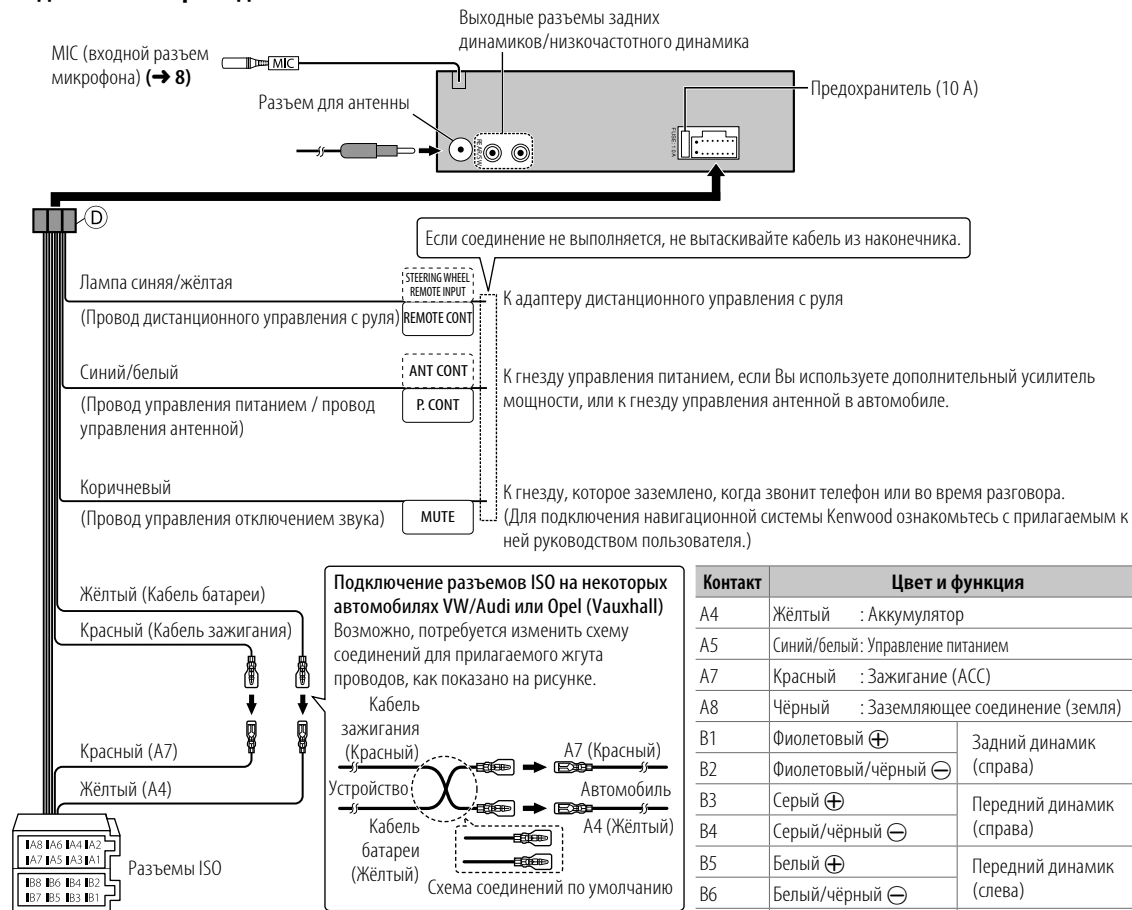 Выходные разъемы задних
динамиков/низкочастотного динамика
MIC (входной разъем
микрофона) (➔ 8)
MIC
Разъем для антенны
Предохранитель (10 А)
REAR/SW
FUSE:10A
D
Если соединение не выполняется, не вытаскивайте кабель из наконечника.
Лампа синяя/жёлтая
(Провод дистанционного управления с руля)
STEERING WHEEL
REMOTE INPUT
REMOTE CONT
К адаптеру дистанционного управления с руля
Синий/белый
(Провод управления питанием / провод
управления антенной)
ANT CONT
P. CONT
К гнезду управления питанием, если Вы используете дополнительный усилитель
мощности, или к гнезду управления антенной в автомобиле.
Коричневый
(Провод управления отключением звука)
MUTE
К гнезду, которое заземлено, когда звонит телефон или во время разговора.
(Для подключения навигационной системы Kenwood ознакомьтесь с прилагаемым к
ней руководством пользователя.)
Жёлтый (Кабель батареи)
Красный (Кабель зажигания)
Красный (A7)
Жёлтый (A4)
A8 A6 A4 A2
A7 A5 A3 A1
B8 B6 B4 B2
B7 B5 B3 B1
Разъемы ISO
Подключение разъемов ISO на некоторых
автомобилях VW/Audi или Opel (Vauxhall)
Возможно, потребуется изменить схему
соединений для прилагаемого жгута
проводов, как показано на рисунке.
Кабель
зажигания
(Красный)
A7 (Красный)
Устройство
Автомобиль
Кабель
батареи
(Жёлтый)
A4 (Жёлтый)
Схема соединений по умолчанию
Контакт Цвет и функция
A4 Жёлтый : Аккумулятор
A5 Синий/белый: Управление питанием
A7 Красный : Зажигание (ACC)
A8 Чёрный : Заземляющее соединение (земля)
B1 Фиолетовый ⊕ Задний динамик
B2 Фиолетовый/чёрный ⊖ (справа)
B3 Серый ⊕ Передний динамик
B4 Серый/чёрный ⊖ (справа)
B5 Белый ⊕ Передний динамик
B6 Белый/чёрный ⊖ (слева)